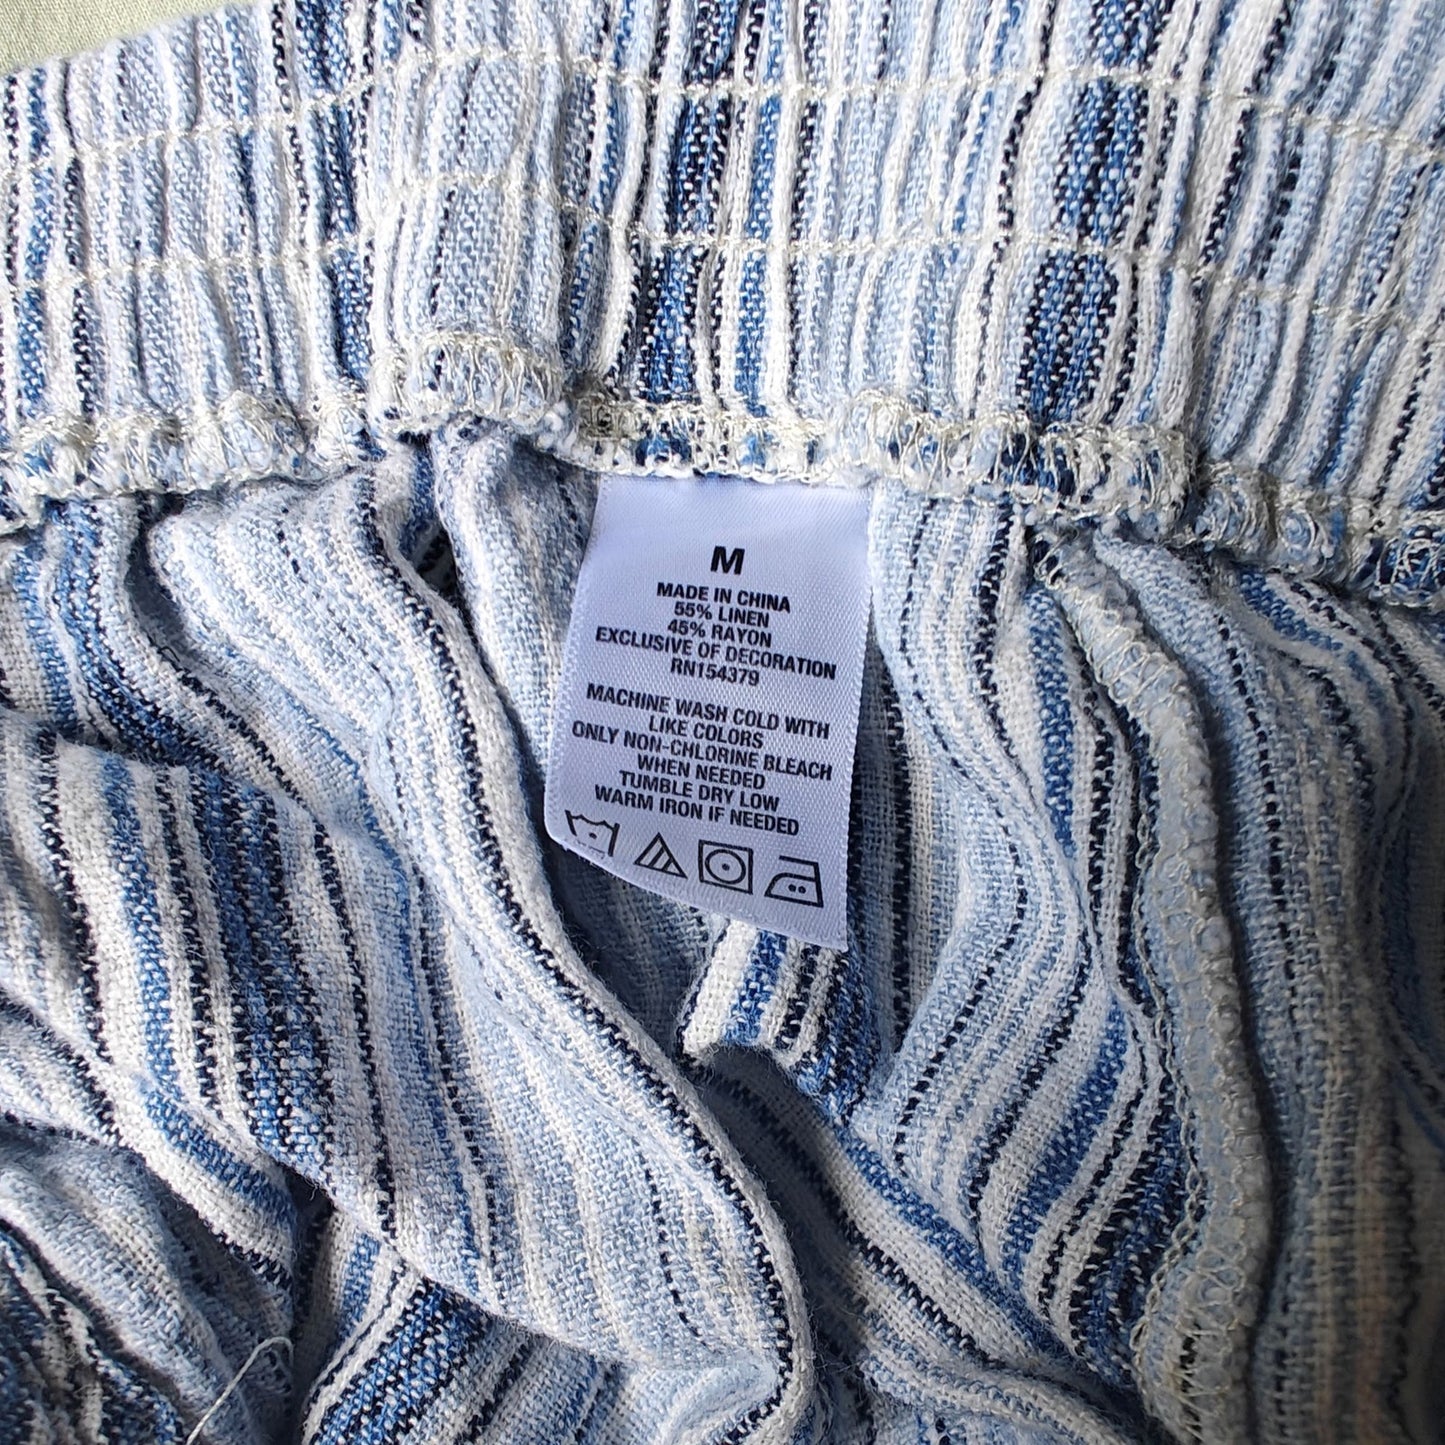 M
MADE IN CHINA
55% LINEN
45% RAYON
EXCLUSIVE OF DECORATION
RN154379
MACHINE WASH COLD WITH
LIKE COLORS
ONLY NON-CHLORINE BLEACH
WHEN NEEDED
TUMBLE DRY LOW
WARM IRON IF NEEDED